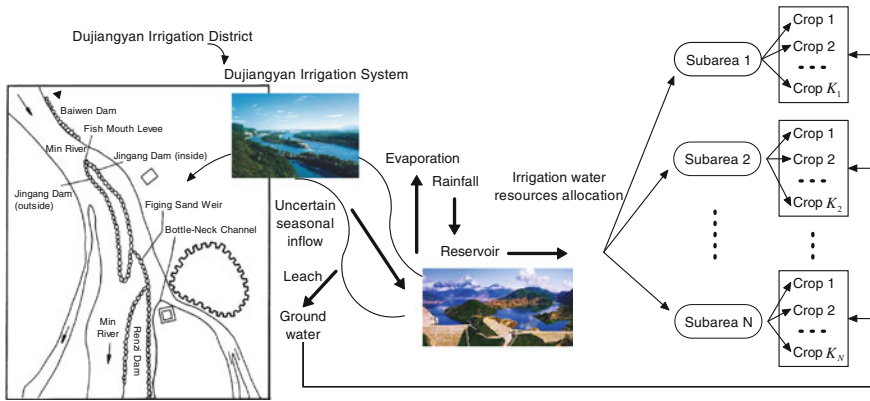 Dujiangyan Irrigation District
Dujiangyan Irrigation System
Baiwen Dam
Fish Mouth Levee
Min River
Jingang Dam (inside)
Jingang Dam
(outside)
Figing Sand Weir
Bottle-Neck Channel
Min
River
Renzi Dam
Uncertain
seasonal
inflow
Leach
Ground
water
Evaporation
Rainfall
Reservoir
Irrigation water
resources allocation
Subarea 1
Crop 1
Crop 2
Crop K₁
Subarea 2
Crop 1
Crop 2
Crop K₂
Subarea N
Crop 1
Crop 2
Crop K_N